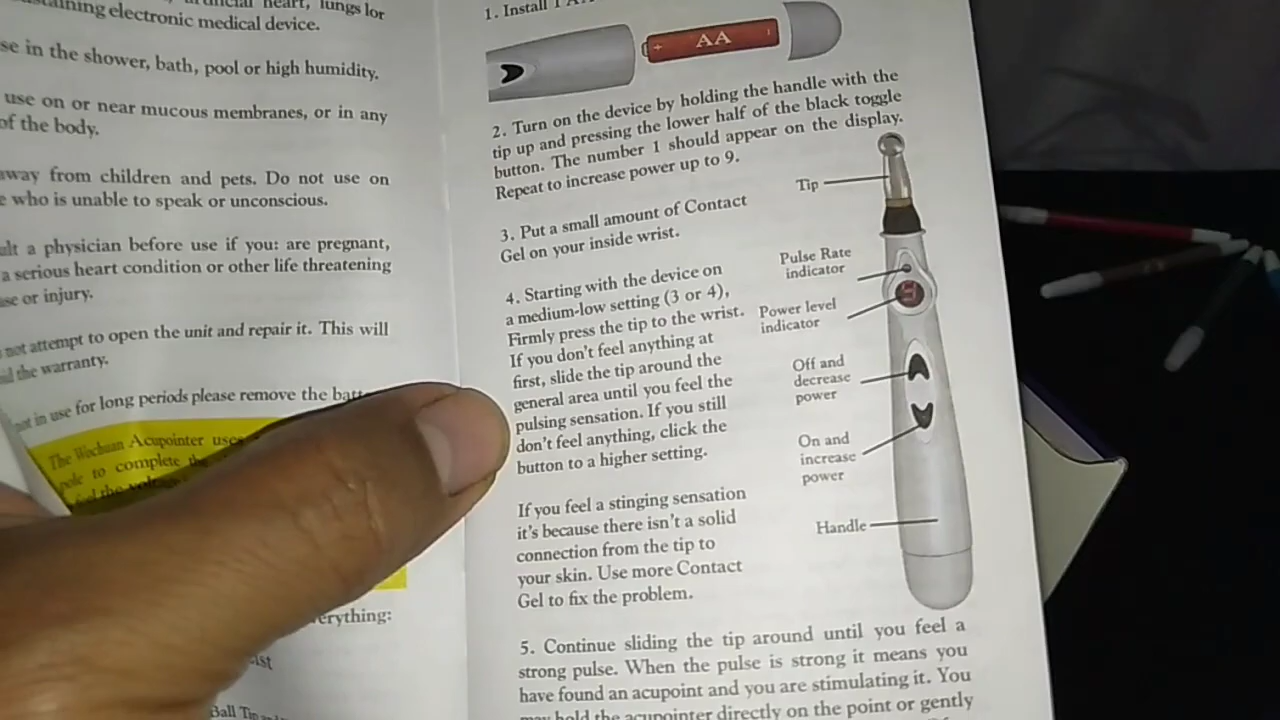 electronic medical device.
heart, lungs
se in the shower, bath, pool or high humidity.
use on or near mucous membranes, or in any
of the body.
away from children and pets. Do not use on
who is unable to speak or unconscious.
a physician before use if you: are pregnant,
a serious heart condition or other life threatening
or injury.
not attempt to open the unit and repair it. This will
the warranty.
not in use for long periods please remove the
The Wochuan Acupointer uses
pole to complete the
feel the
erything:
Ball Tip
1. Install 1
AA
2. Turn on the device by holding the handle with the
tip up and pressing the lower half of the black toggle
button. The number 1 should appear on the display.
Repeat to increase power up to 9.
3. Put a small amount of Contact
Gel on your inside wrist.
4. Starting with the device on
a medium-low setting (3 or 4),
Firmly press the tip to the wrist.
If you don't feel anything at
first, slide the tip around the
general area until you feel the
pulsing sensation. If you still
don't feel anything, click the
button to a higher setting.
If you feel a stinging sensation
it's because there isn't a solid
connection from the tip to
your skin. Use more Contact
Gel to fix the problem.
Tip
Pulse Rate
indicator
Power level
indicator
Off and
decrease
power
On and
increase
power
Handle
5. Continue sliding the tip around until you feel a
strong pulse. When the pulse is strong it means you
have found an acupoint and you are stimulating it. You
may hold the acupointer directly on the point or gently